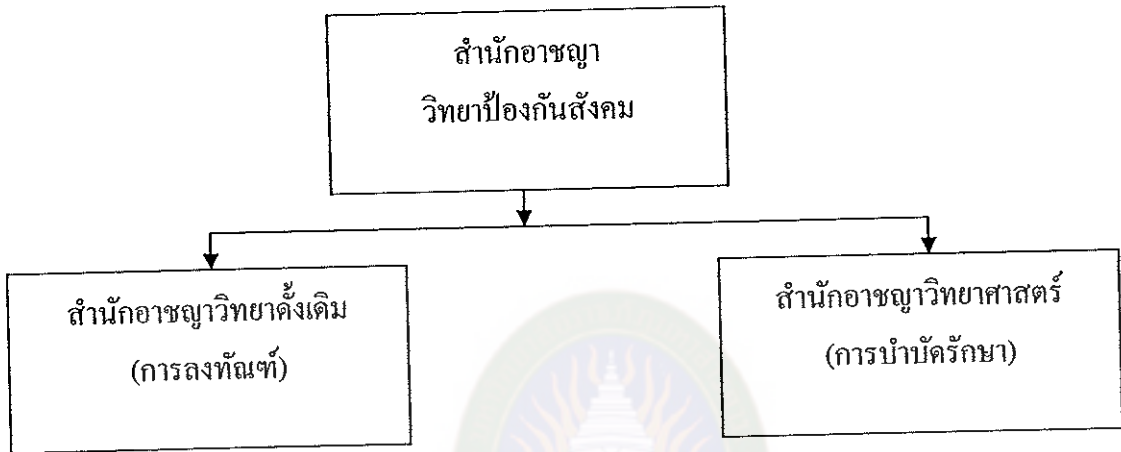 สำนักอาชญา
วิทยาป้องกันสังคม
สำนักอาชญาวิทยาดั้งเดิม
(การลงทัณฑ์)
สำนักอาชญาวิทยาศาสตร์
(การบำบัดรักษา)